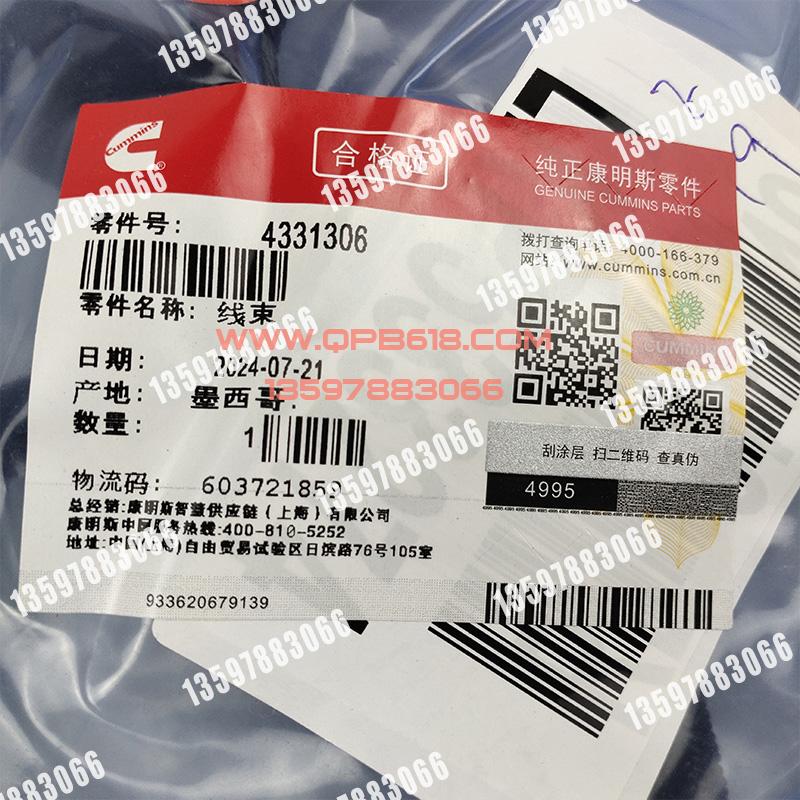 13597883066
Cummins
合格证
纯正康明斯零件
GENUINE CUMMINS PARTS
零件号: 4331306
拨打查询电话: 4000-166-379
网站: www.cummins.com.cn
零件名称: 线束
CUMMINS
WWW.QPB618.COM
日期: 2024-07-21
13597883066
产地: 墨西哥
数量: 1
刮涂层 扫二维码 查真伪
4995
物流码: 603721859
总经销:康明斯智慧供应链(上海)有限公司
康明斯中国服务热线:400-810-5252
地址:中国(上海)自由贸易试验区日滨路76号105室
933620679139